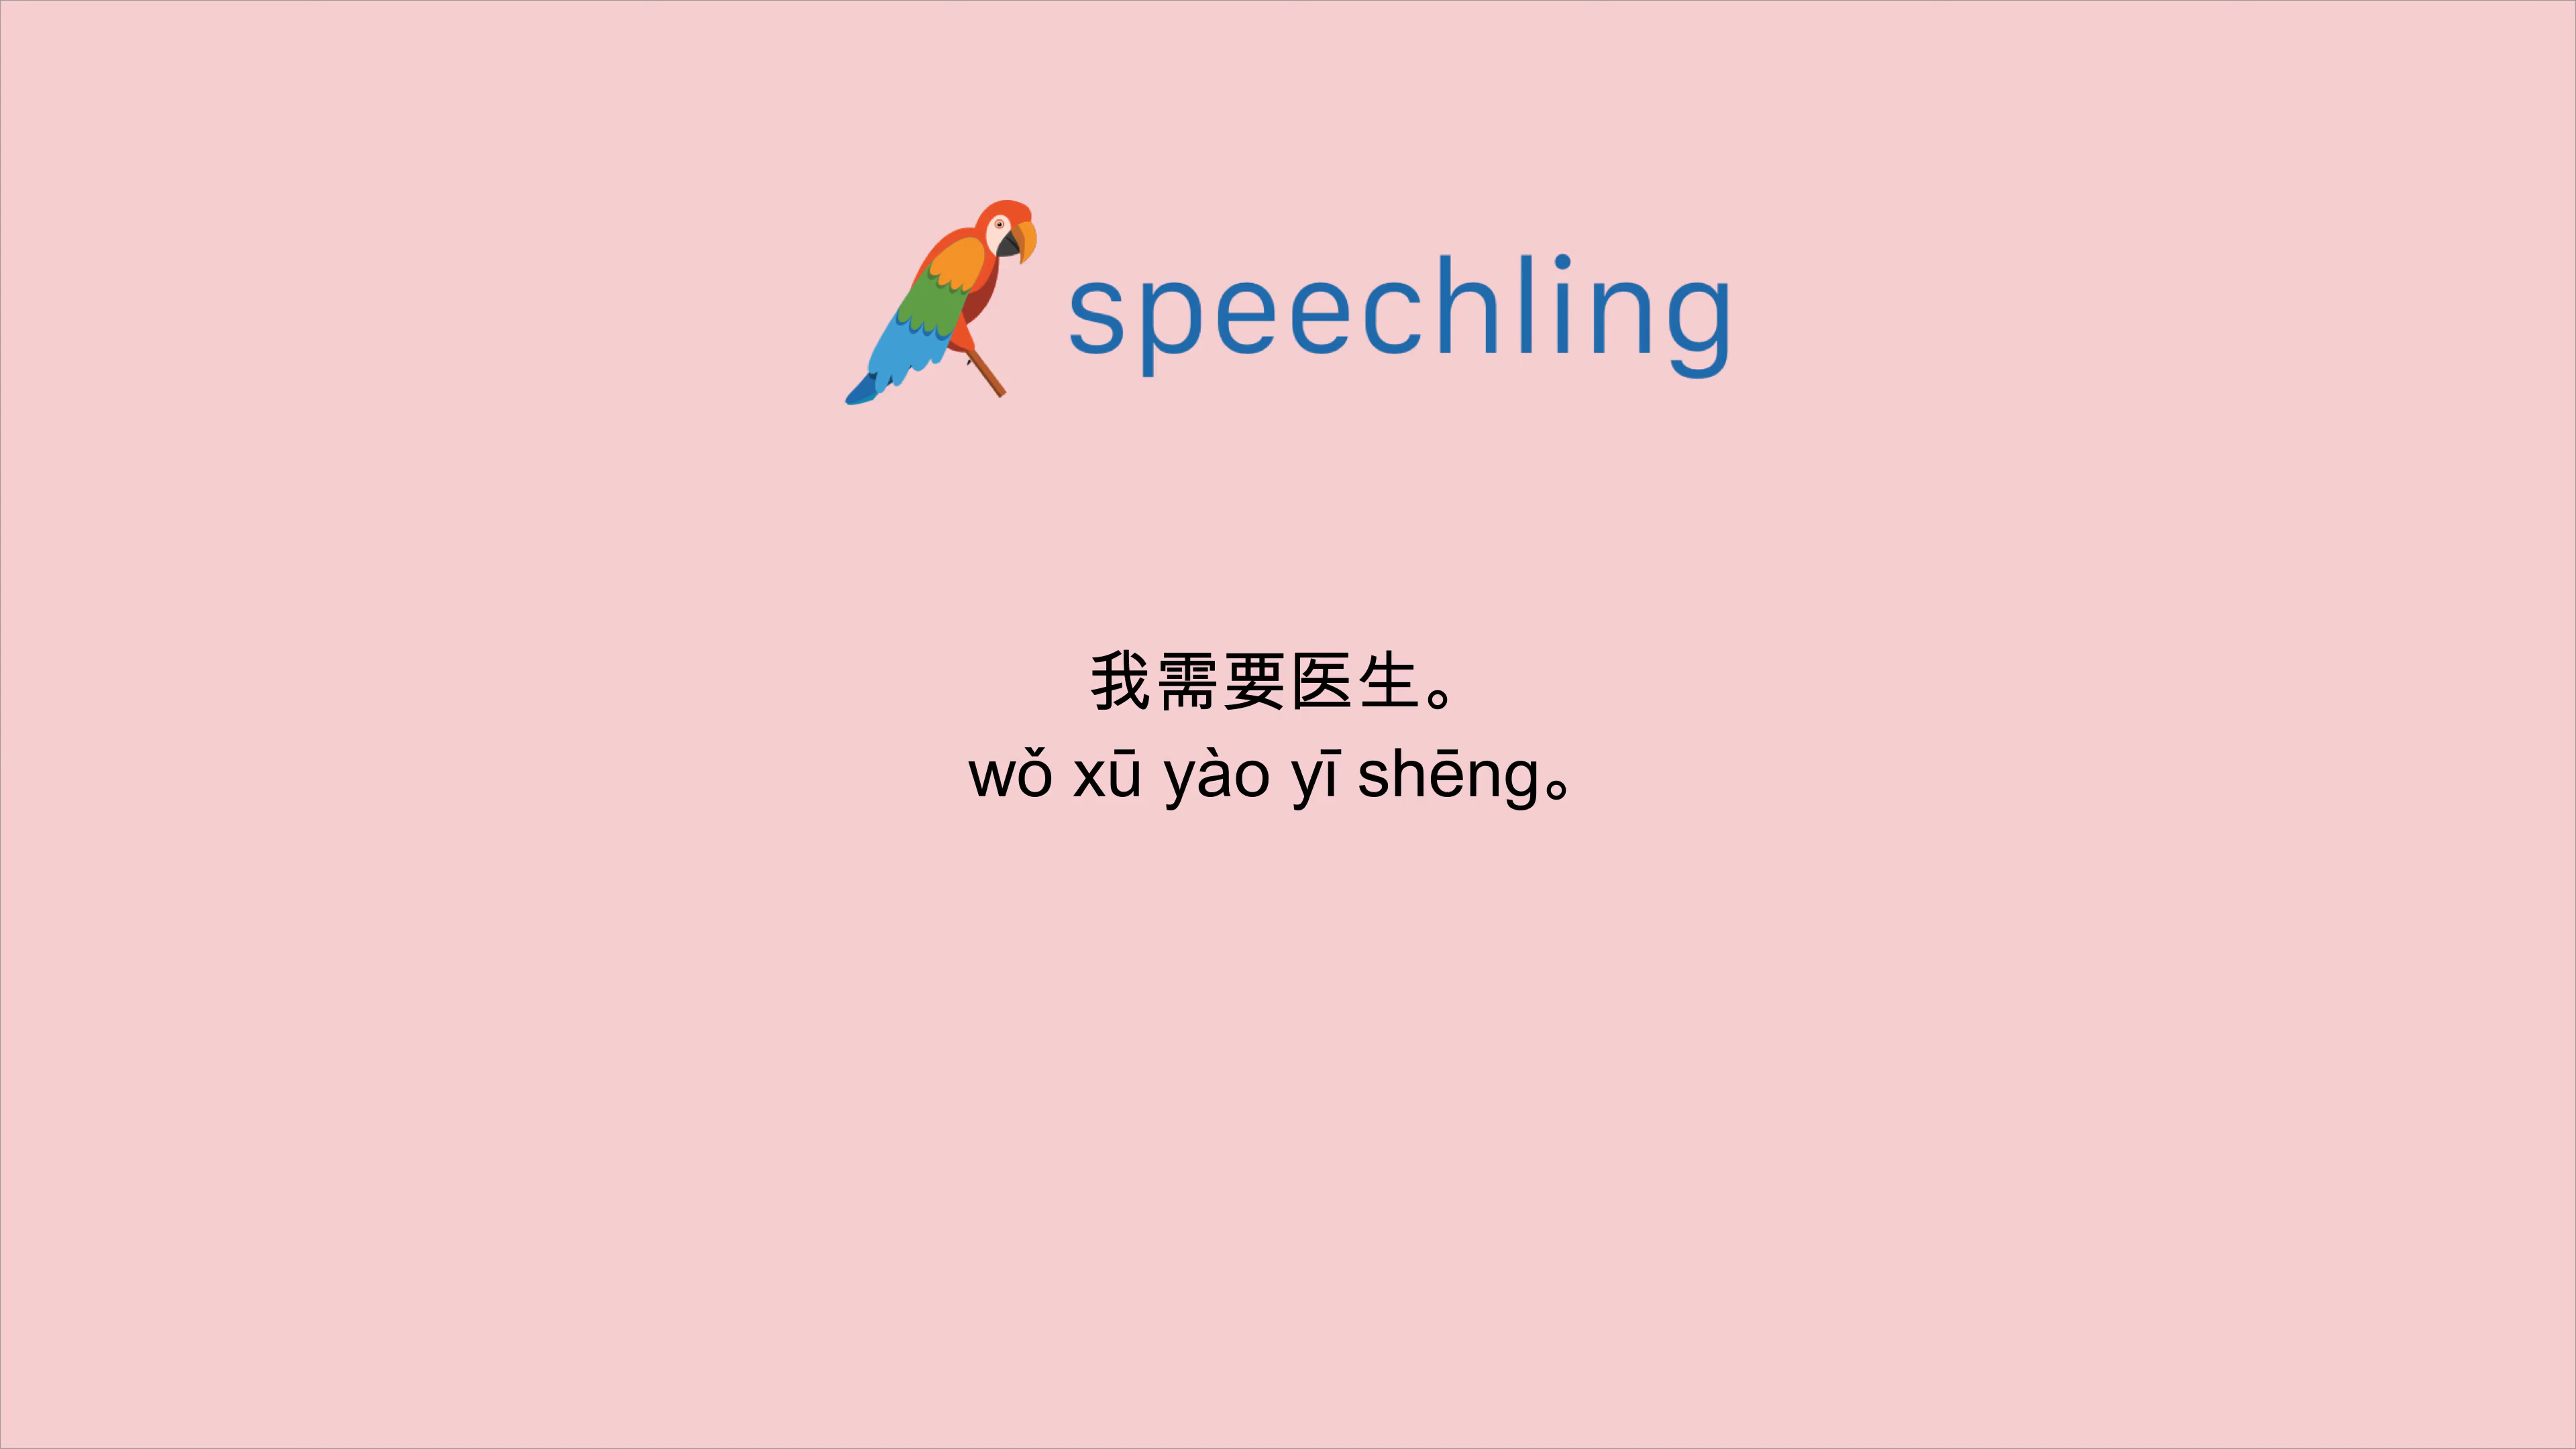 speechling
我需要医生。
wǒ xū yào yī shēng。